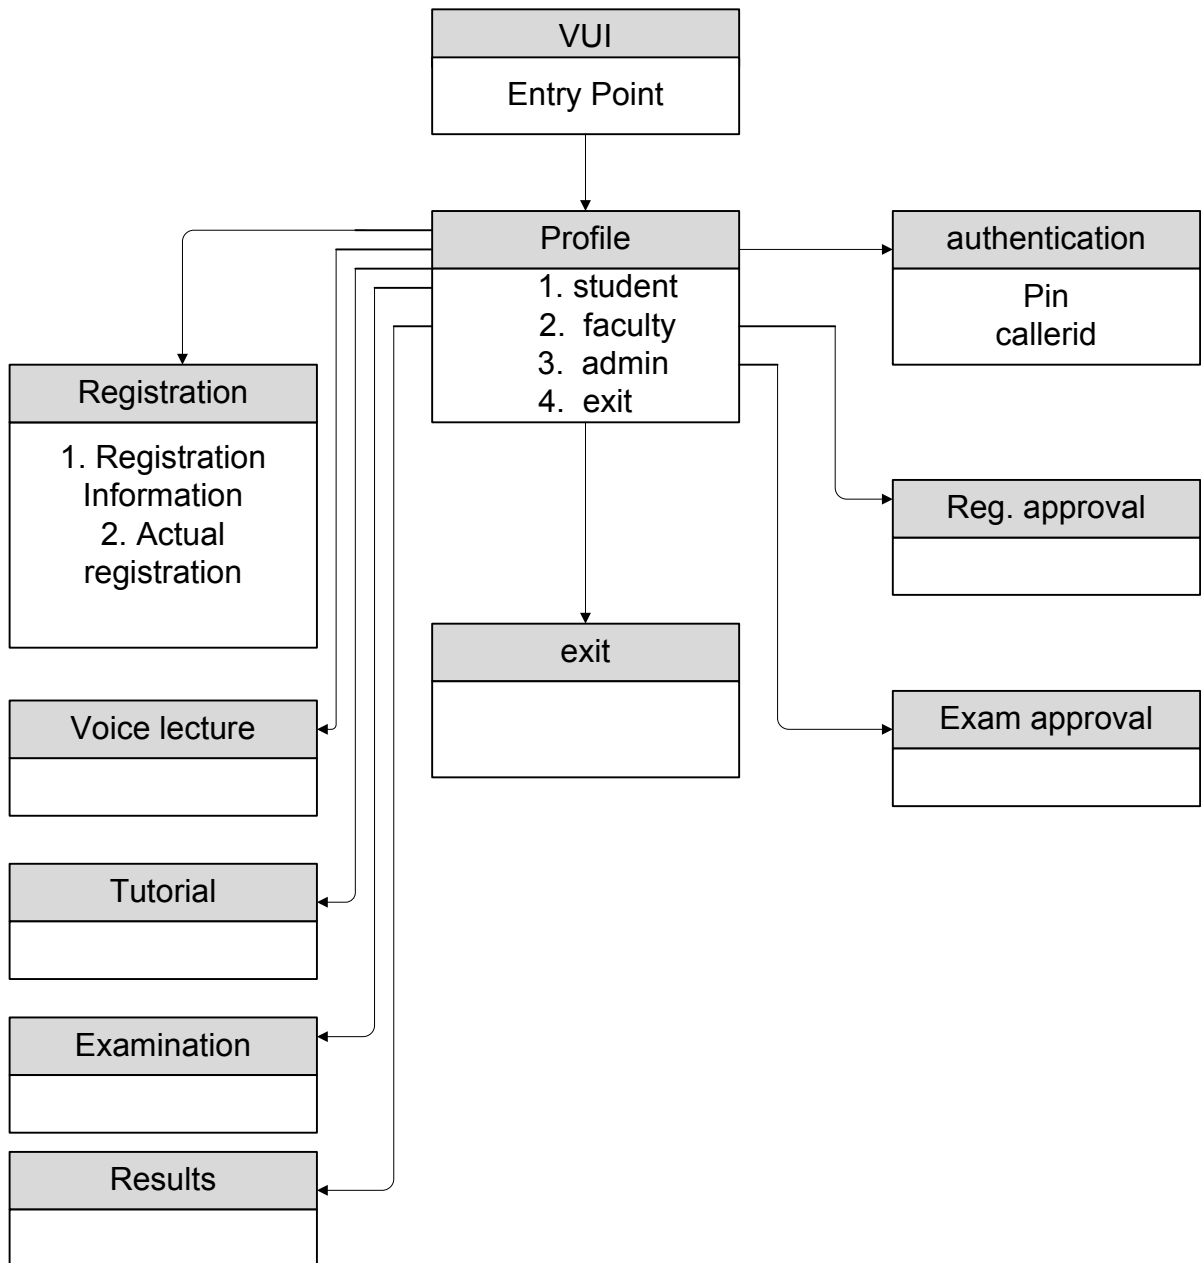 VUI
Entry Point
Profile
1. student
2. faculty
3. admin
4. exit
authentication
Pin
callerid
Registration
1. Registration
Information
2. Actual
registration
Reg. approval
exit
Voice lecture
Exam approval
Tutorial
Examination
Results